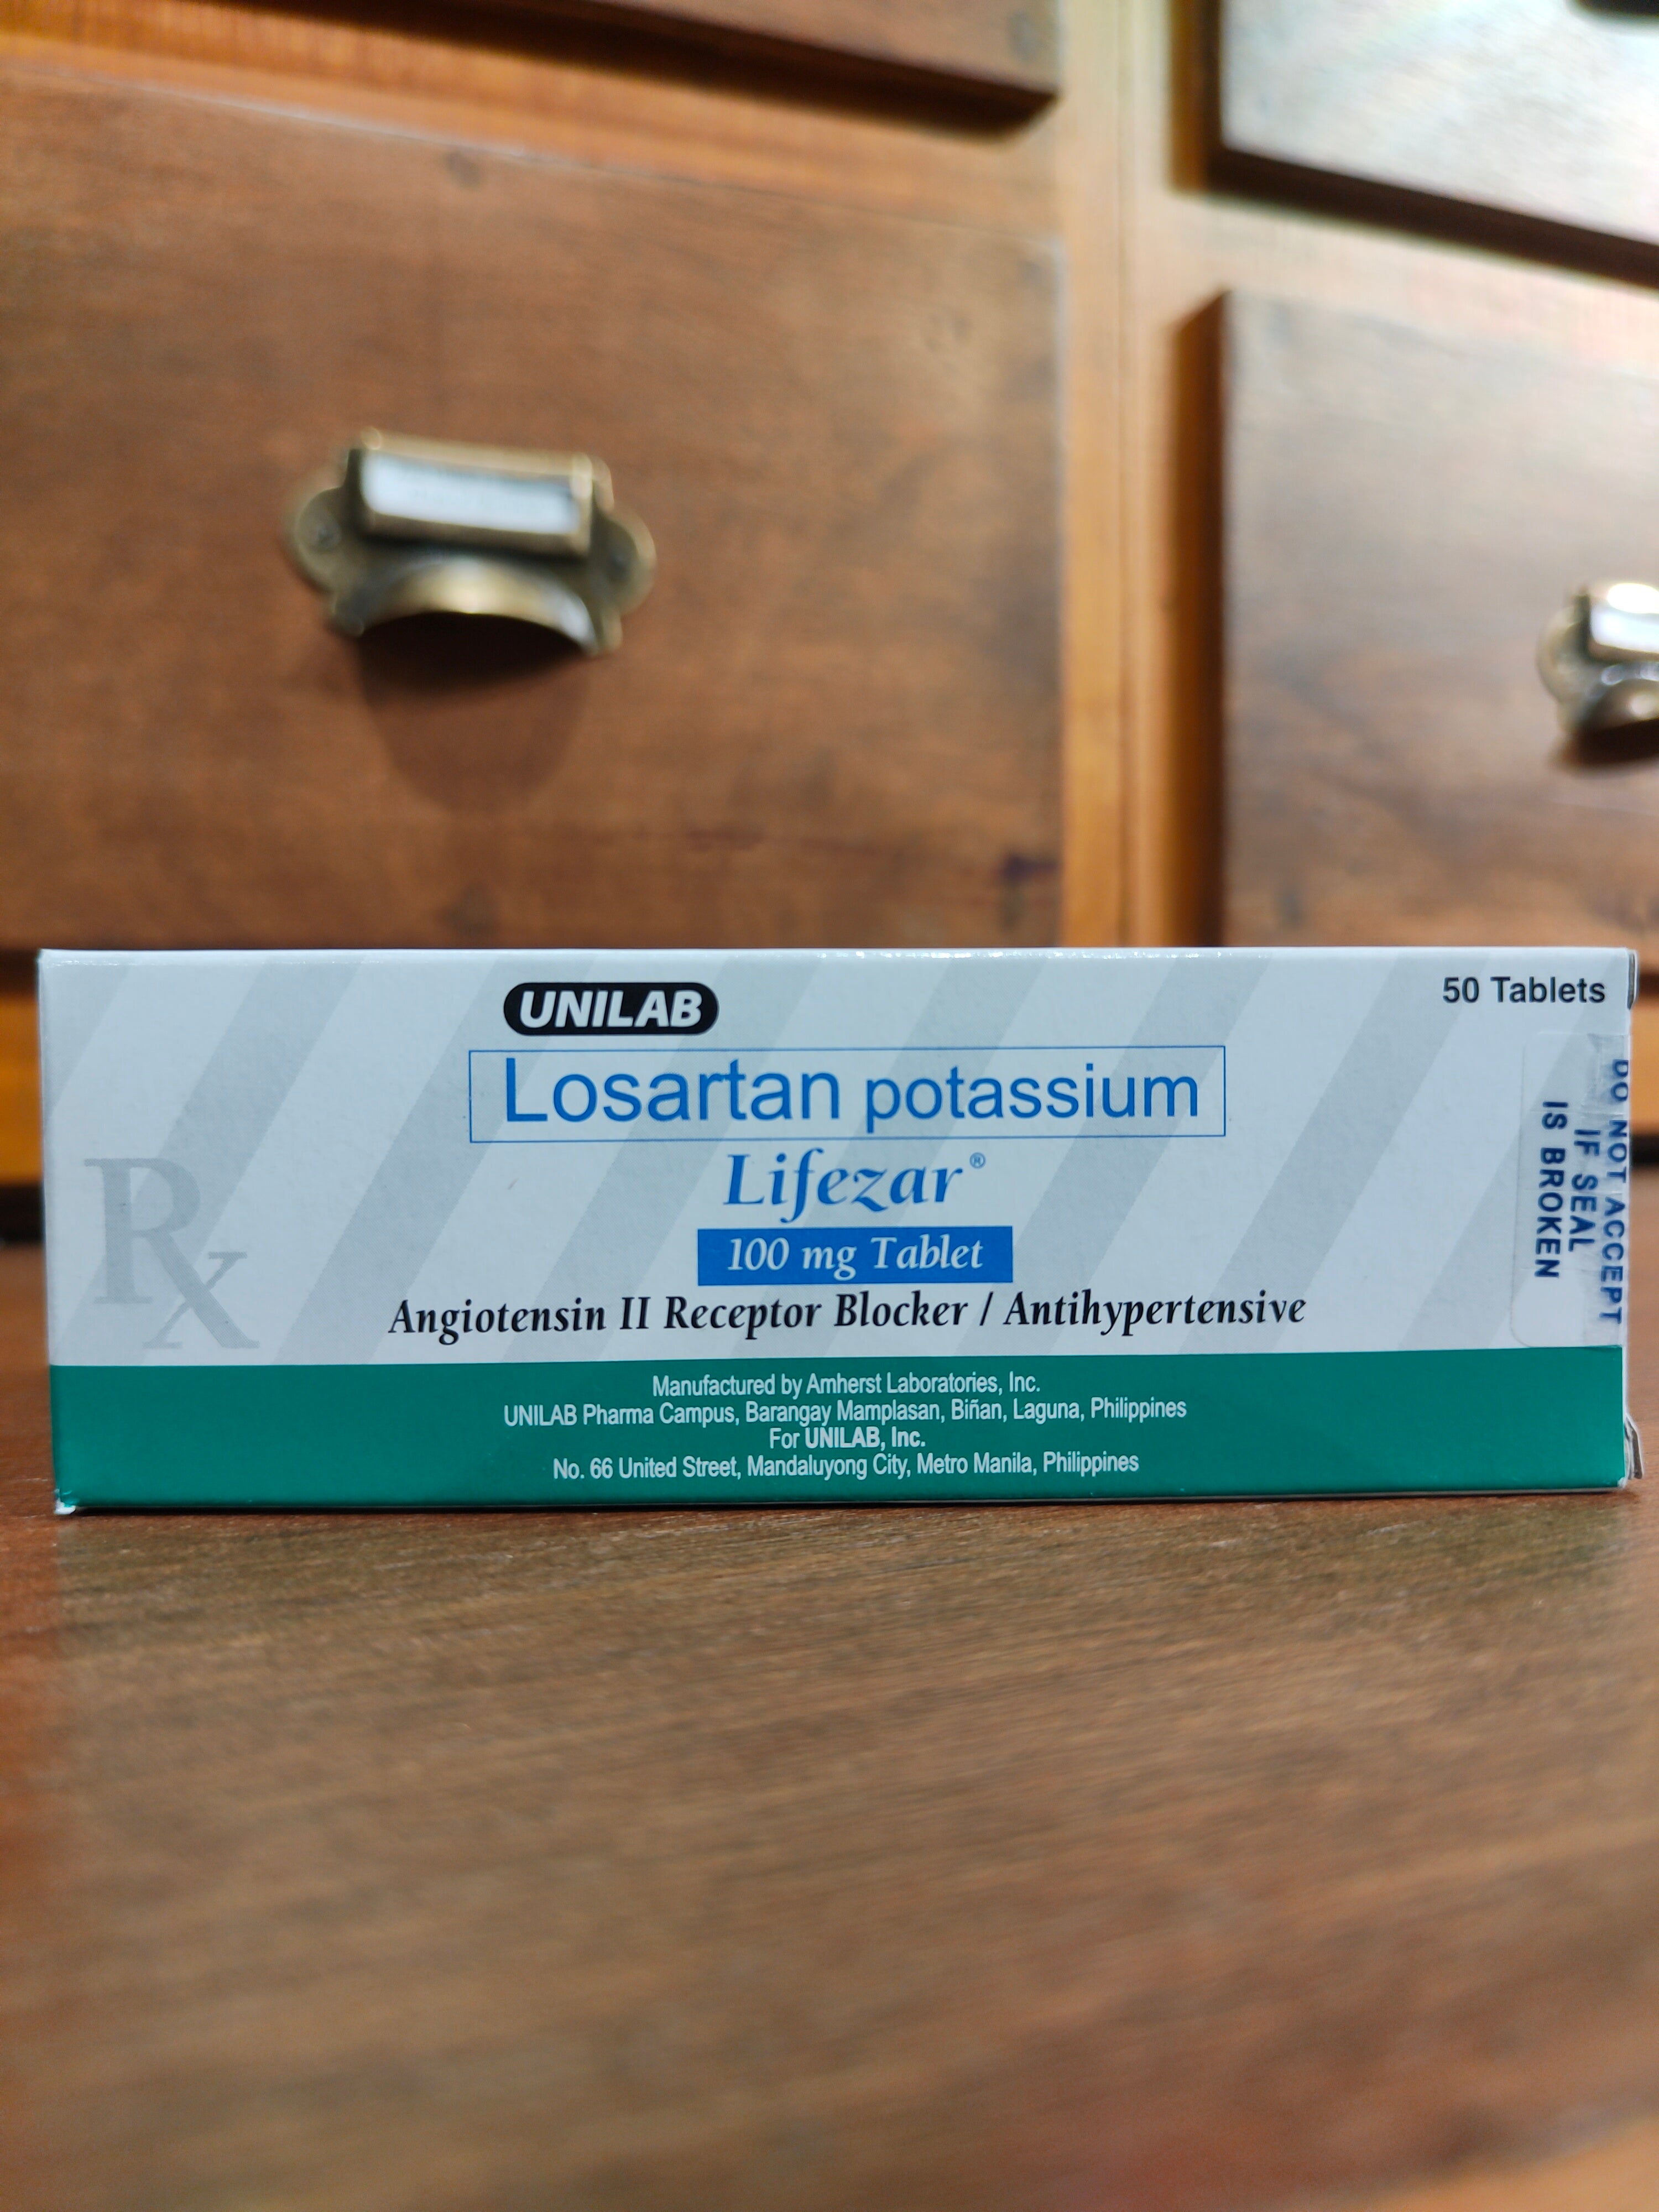 UNILAB
50 Tablets
Losartan potassium
Lifezar®
100 mg Tablet
Angiotensin II Receptor Blocker / Antihypertensive
Rx
DO NOT ACCEPT
IF SEAL
IS BROKEN
Manufactured by Amherst Laboratories, Inc.
UNILAB Pharma Campus, Barangay Mamplasan, Biñan, Laguna, Philippines
For UNILAB, Inc.
No. 66 United Street, Mandaluyong City, Metro Manila, Philippines